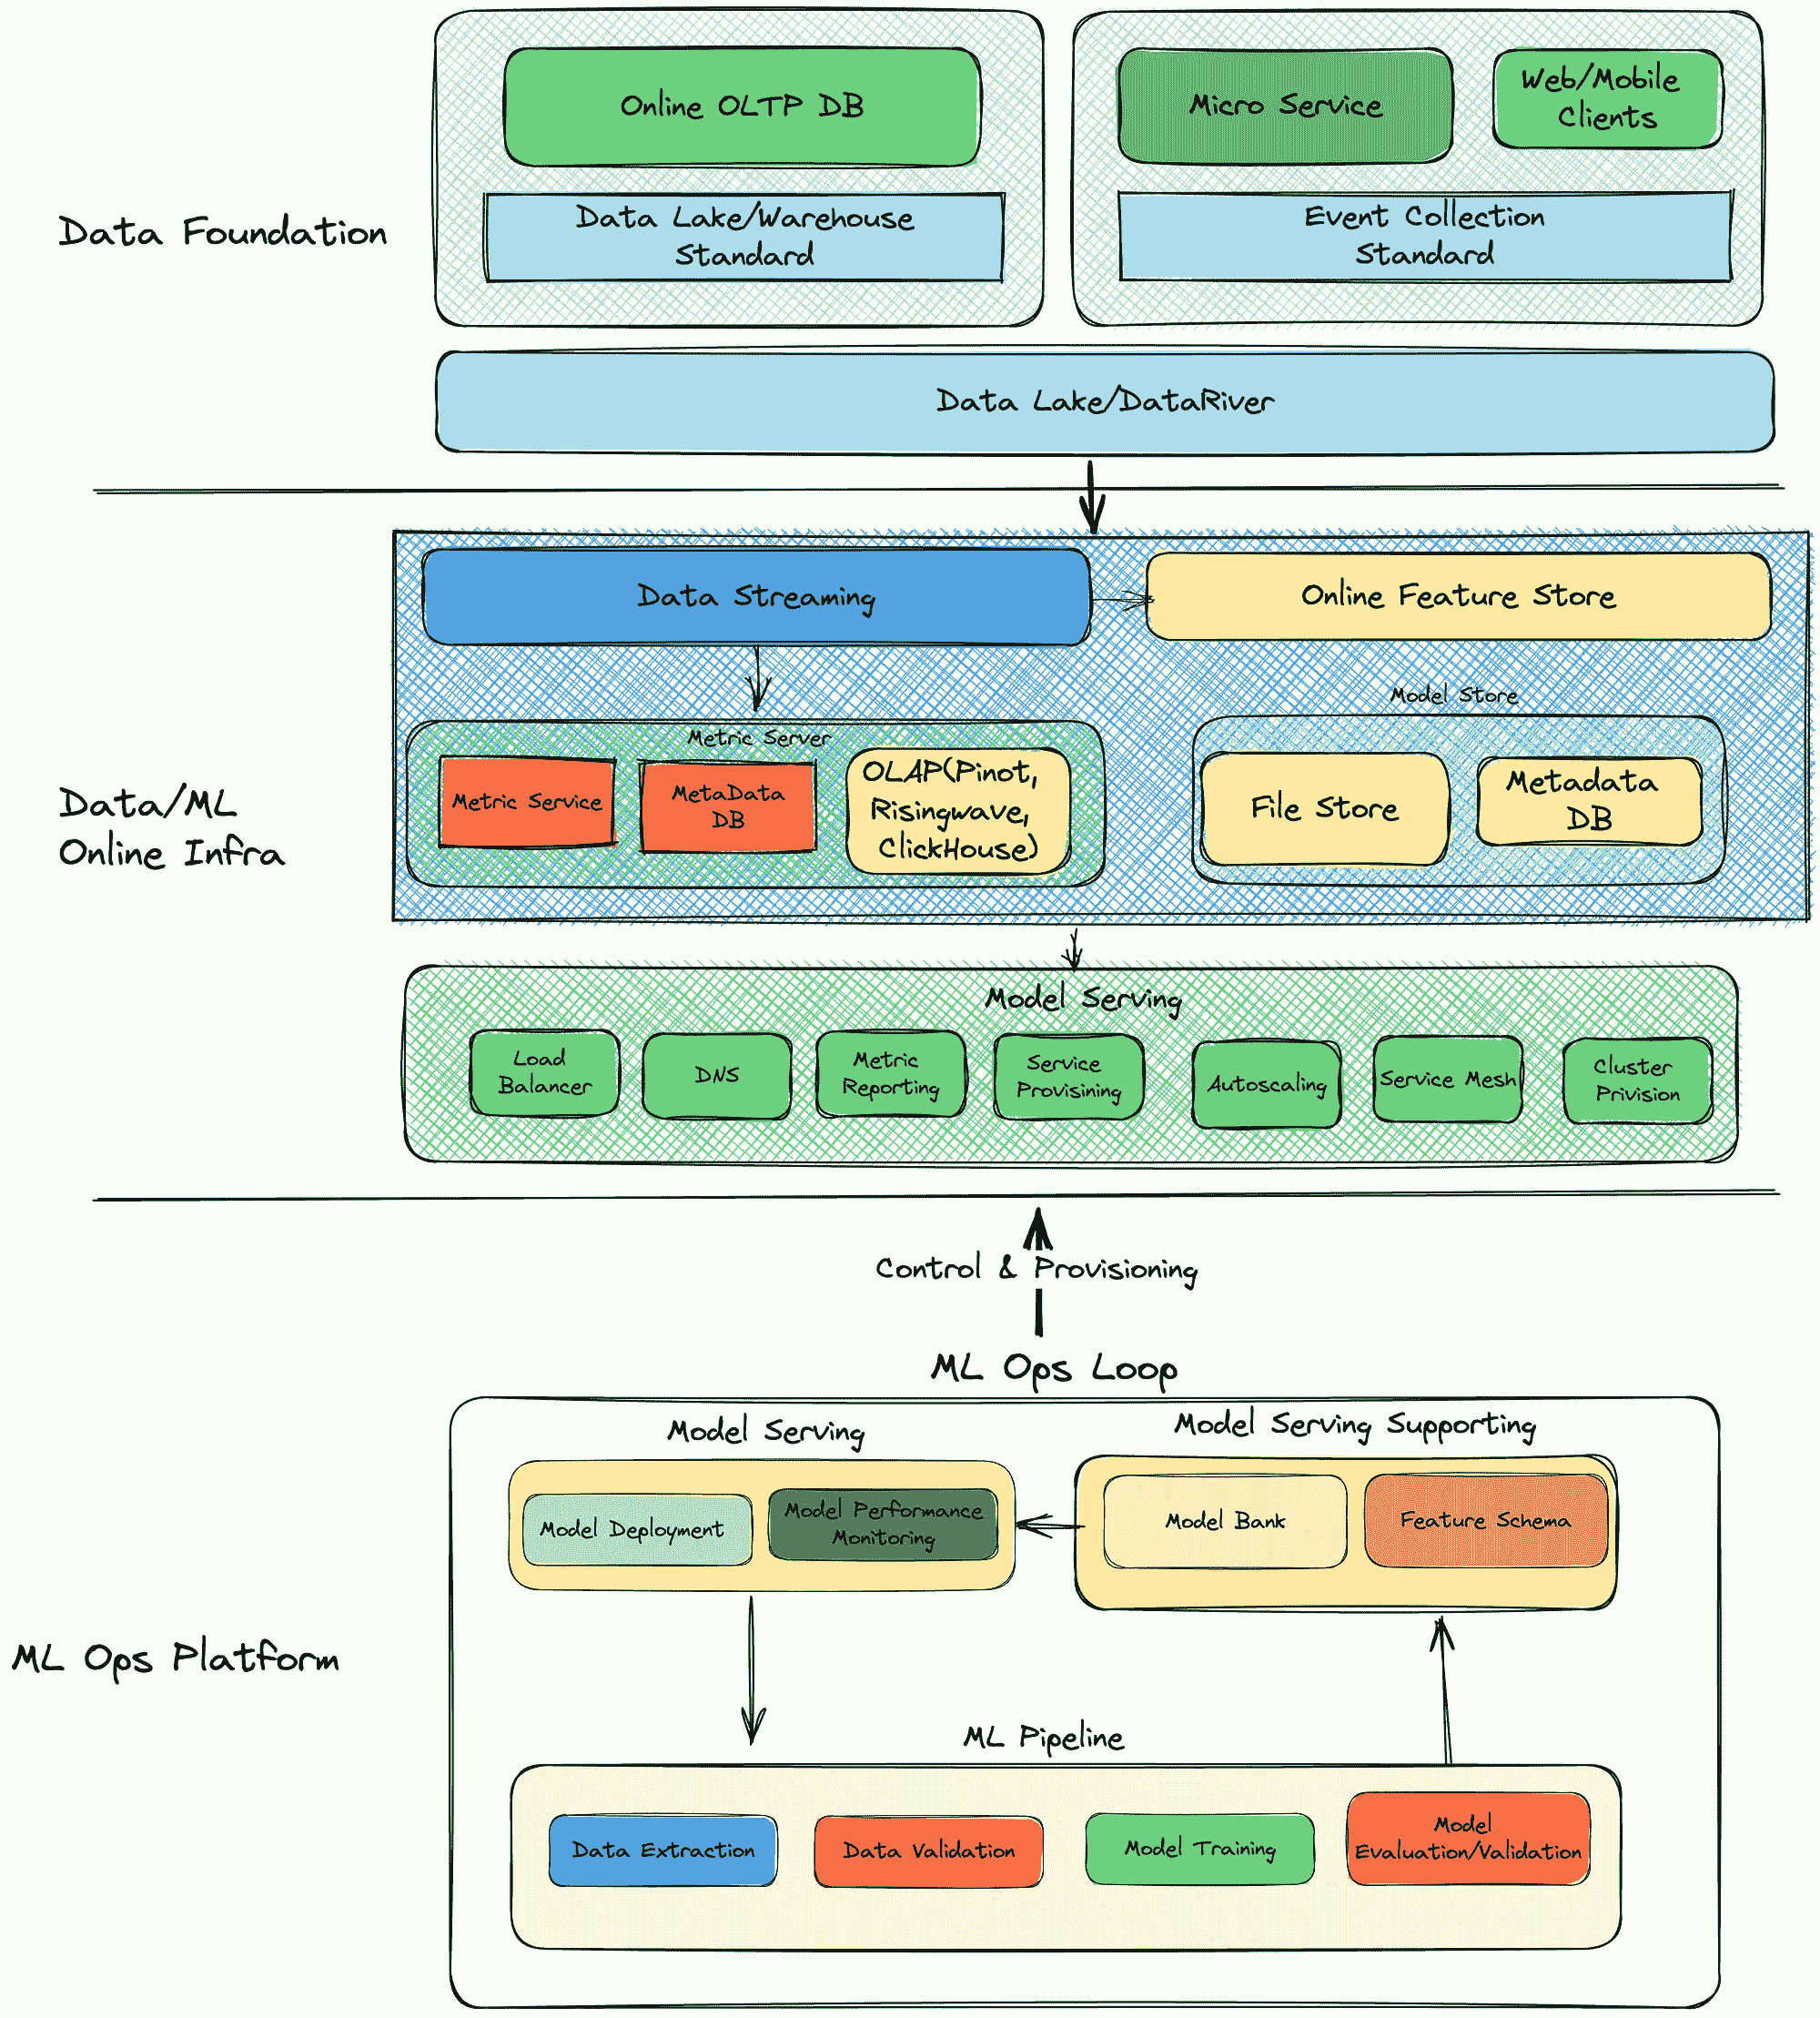 Online OLTP DB
Micro Service
Web/Mobile
Clients
Data Foundation
Data Lake/Warehouse
Standard
Event Collection
Standard
Data Lake/DataRiver
Data Streaming
Online Feature Store
Data/ML
Online Infra
Metric Server
Metric Service
MetaData
DB
OLAP(Pinot,
Risingwave,
ClickHouse)
Model Store
File Store
Metadata
DB
Model Serving
Load
Balancer
DNS
Metric
Reporting
Service
Provisining
Autoscaling
Service Mesh
Cluster
Privision
Control & Provisioning
ML Ops Loop
ML Ops Platform
Model Serving
Model Deployment
Model Performance
Monitoring
Model Serving Supporting
Model Bank
Feature Schema
ML Pipeline
Data Extraction
Data Validation
Model Training
Model
Evaluation/Validation